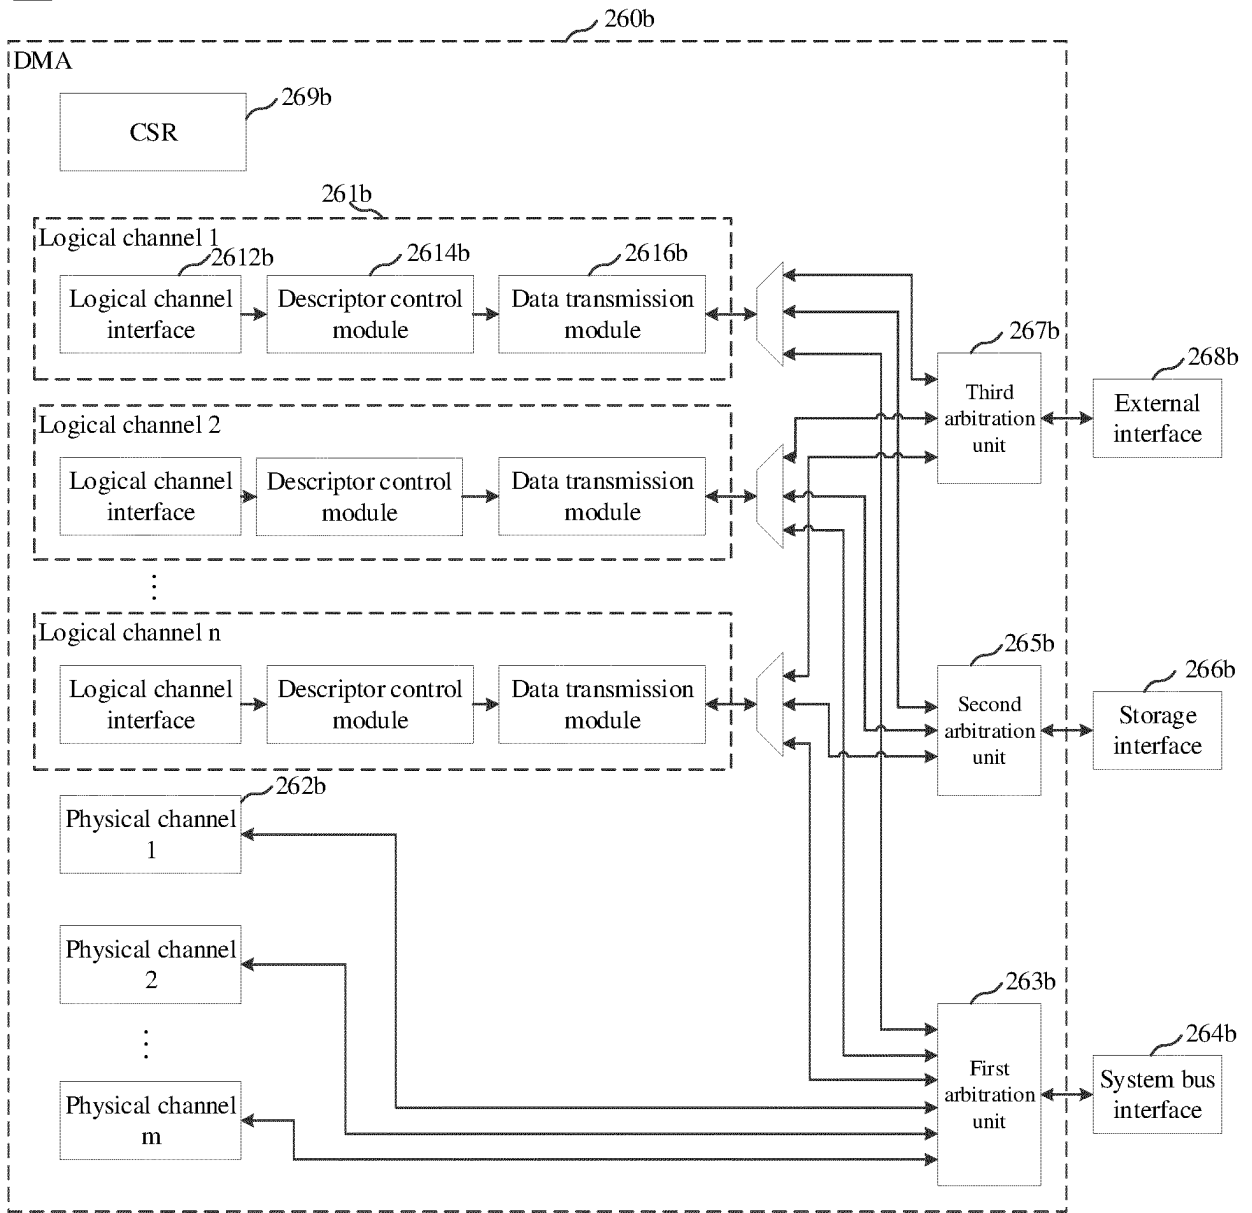 260b
DMA
269b
CSR
261b
Logical channel 1
2612b
2614b
2616b
Logical channel
interface
Descriptor control
module
Data transmission
module
267b
268b
Third
arbitration
unit
External
interface
Logical channel 2
Logical channel
interface
Descriptor control
module
Data transmission
module
⋮
Logical channel n
Logical channel
interface
Descriptor control
module
Data transmission
module
265b
266b
Second
arbitration
unit
Storage
interface
262b
Physical channel
1
Physical channel
2
⋮
Physical channel
m
263b
264b
First
arbitration
unit
System bus
interface